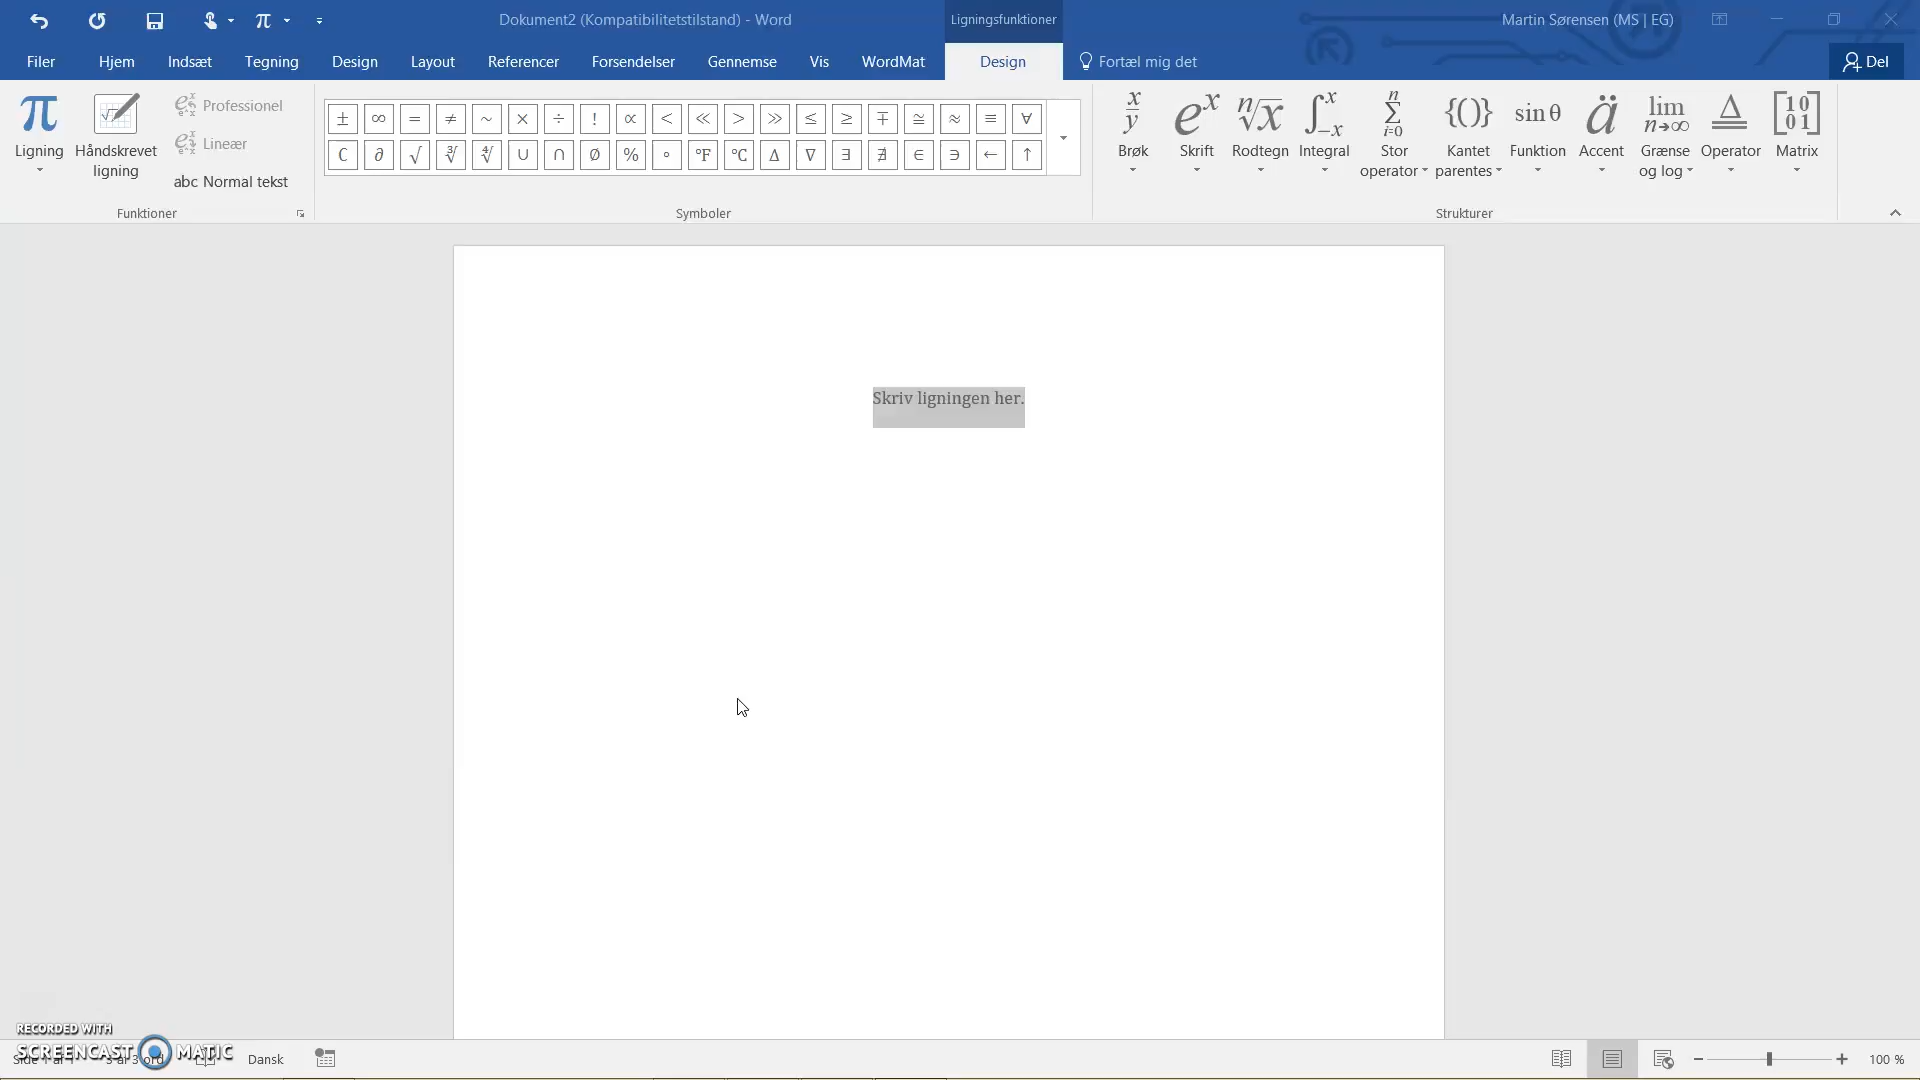 Dokument2 (Kompatibilitetstilstand) - Word
Ligningsfunktioner
Martin Sørensen (MS | EG)
Filer Hjem Indsæt Tegning Design Layout Referencer Forsendelser Gennemse Vis WordMat Design Fortæl mig det Del
Ligning
Håndskrevet ligning
Professionel
Lineær
abc Normal tekst
Funktioner
± ∞ = ≠ ~ × ÷ ! ∝ < ≪ > ≫ ≤ ≥ ∓ ≅ ≈ ≡ ∀
∁ ∂ √ ∛ ∜ ∪ ∩ ∅ % ° °F °C ∆ ∇ ∃ ∄ ∈ ∋ ← ↑
Symboler
Brøk
Skrift
Rodtegn
Integral
Stor operator
Kantet parentes
sin θ
Funktion
Accent
lim n→∞
Grænse og log
Operator
Matrix
Strukturer
Skriv ligningen her.
RECORDED WITH
SCREENCAST MATIC
Dansk
100 %